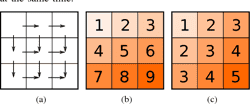 at the same time.
1 2 3 1 2 3
4 5 6 2 3 4
7 8 9 3 4 5
(a) (b) (c)